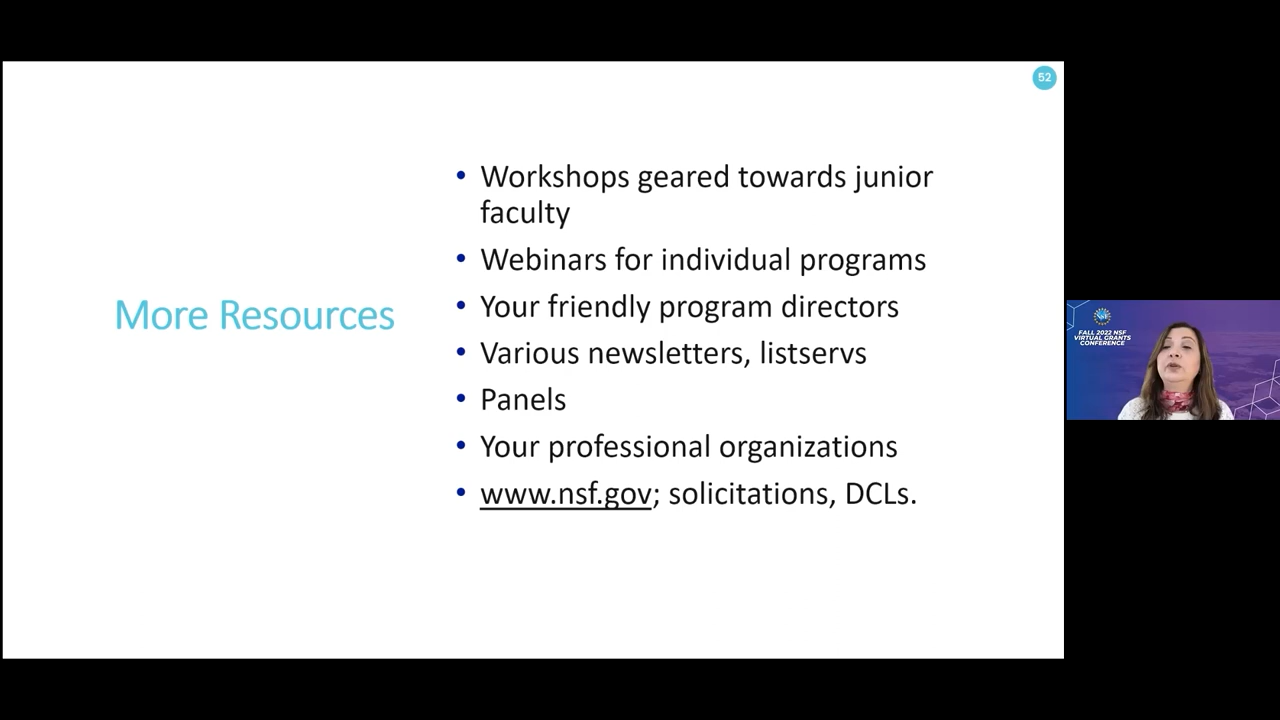 52
More Resources
• Workshops geared towards junior
faculty
• Webinars for individual programs
• Your friendly program directors
• Various newsletters, listservs
• Panels
• Your professional organizations
• www.nsf.gov; solicitations, DCLs.
FALL 2022 NSF
VIRTUAL GRANTS
CONFERENCE